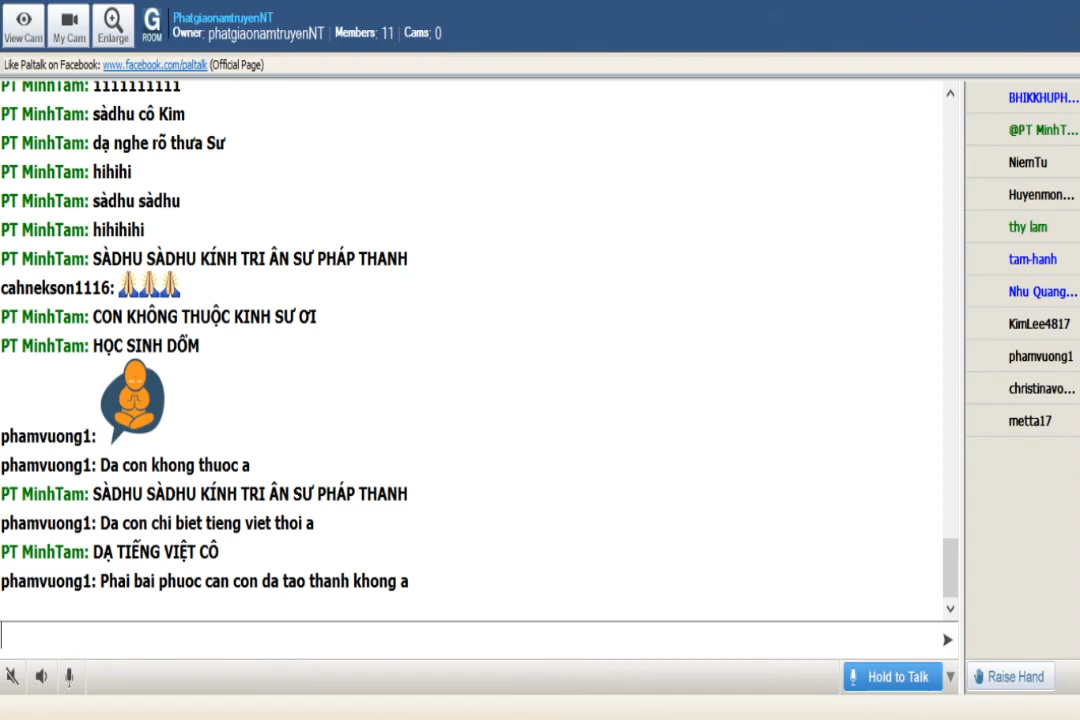 View Cam
My Cam
Enlarge
G
ROOM
PhatgiaonamtruyenNT
Owner: phatgiaonamtruyenNT | Members: 11 | Cams: 0
Like Paltalk on Facebook: www.facebook.com/paltalk (Official Page)
PT MinhTam: 1111111111
PT MinhTam: sàdhu cô Kim
PT MinhTam: dạ nghe rõ thưa Sư
PT MinhTam: hihihi
PT MinhTam: sàdhu sàdhu
PT MinhTam: hihihihi
PT MinhTam: SÀDHU SÀDHU KÍNH TRI ÂN SƯ PHÁP THANH
cahnekson1116: 🙏🙏🙏
PT MinhTam: CON KHÔNG THUỘC KINH SƯ ƠI
PT MinhTam: HỌC SINH DỔM
phamvuong1:
phamvuong1: Da con khong thuoc a
PT MinhTam: SÀDHU SÀDHU KÍNH TRI ÂN SƯ PHÁP THANH
phamvuong1: Da con chi biet tieng viet thoi a
PT MinhTam: DẠ TIẾNG VIỆT CÔ
phamvuong1: Phai bai phuoc can con da tao thanh khong a
BHIKKHUPH...
@PT MinhT...
NiemTu
Huyenmon...
thy lam
tam-hanh
Nhu Quang...
KimLee4817
phamvuong1
christinavo...
metta17
Hold to Talk
Raise Hand